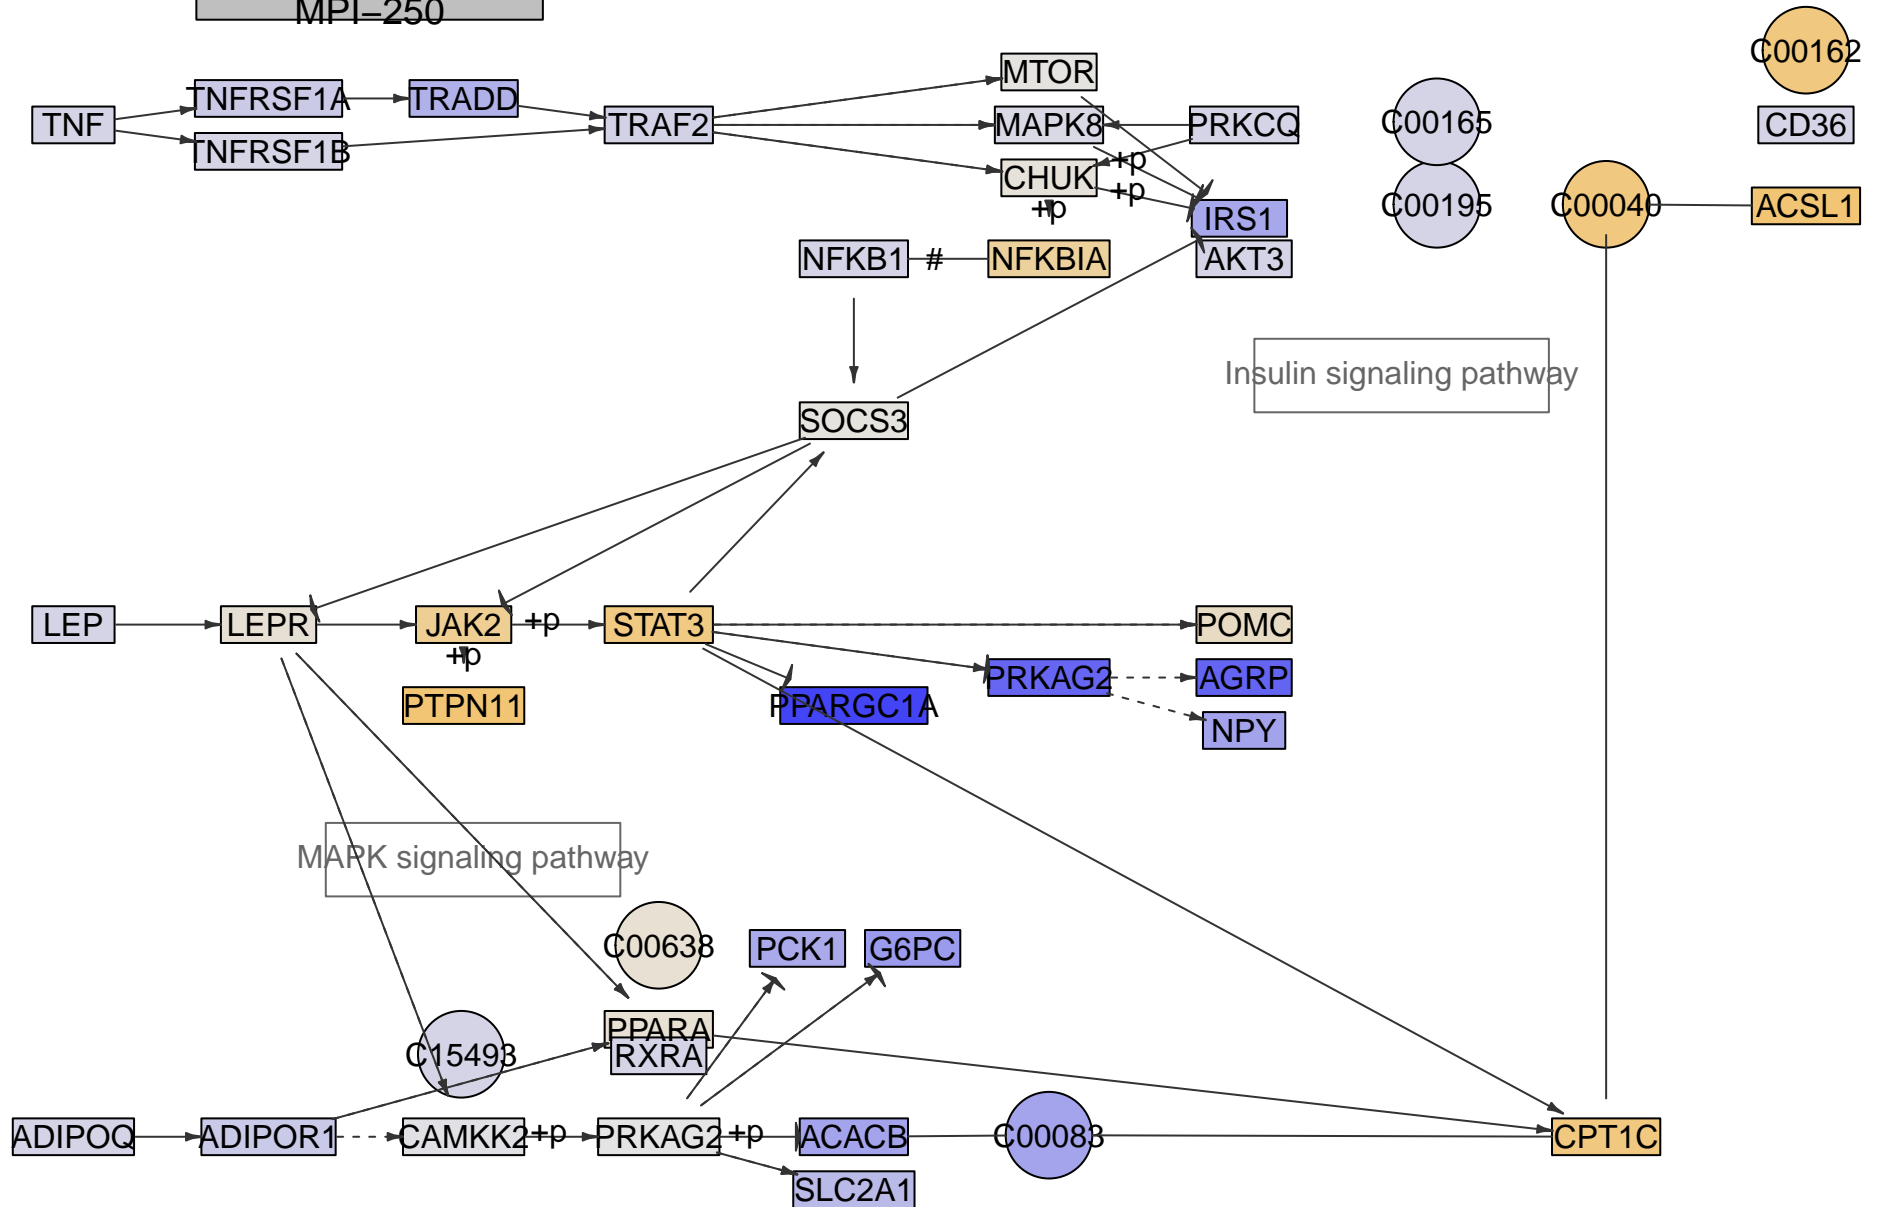 MPI–250
C00162
MTOR
TNFRSF1A
TRADD
TNF
TRAF2
MAPK8
PRKCQ
C00165
CD36
TNFRSF1B
+p
CHUK
+p
+p
IRS1
C00195
C00040
ACSL1
NFKB1
#
NFKBIA
AKT3
Insulin signaling pathway
SOCS3
LEP
LEPR
JAK2
+p
STAT3
POMC
+p
PRKAG2
AGRP
PTPN11
PPARGC1A
NPY
MAPK signaling pathway
C00638
PCK1
G6PC
PPARA
C15493
RXRA
ADIPOQ
ADIPOR1
CAMKK2
+p
PRKAG2
+p
ACACB
C00083
CPT1C
SLC2A1